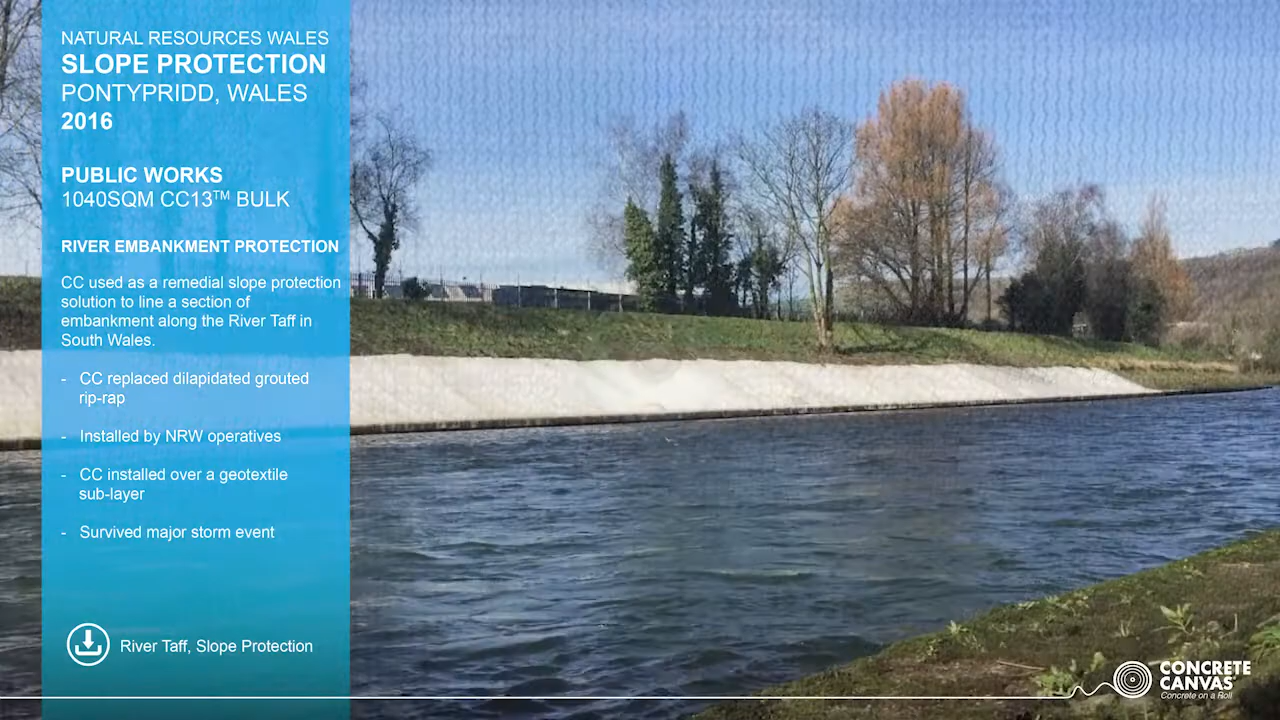 NATURAL RESOURCES WALES
SLOPE PROTECTION
PONTYPRIDD, WALES
2016
PUBLIC WORKS
1040SQM CC13™ BULK
RIVER EMBANKMENT PROTECTION
CC used as a remedial slope protection
solution to line a section of
embankment along the River Taff in
South Wales.
- CC replaced dilapidated grouted
rip-rap
- Installed by NRW operatives
- CC installed over a geotextile
sub-layer
- Survived major storm event
River Taff, Slope Protection
CONCRETE
CANVAS
Concrete on a Roll